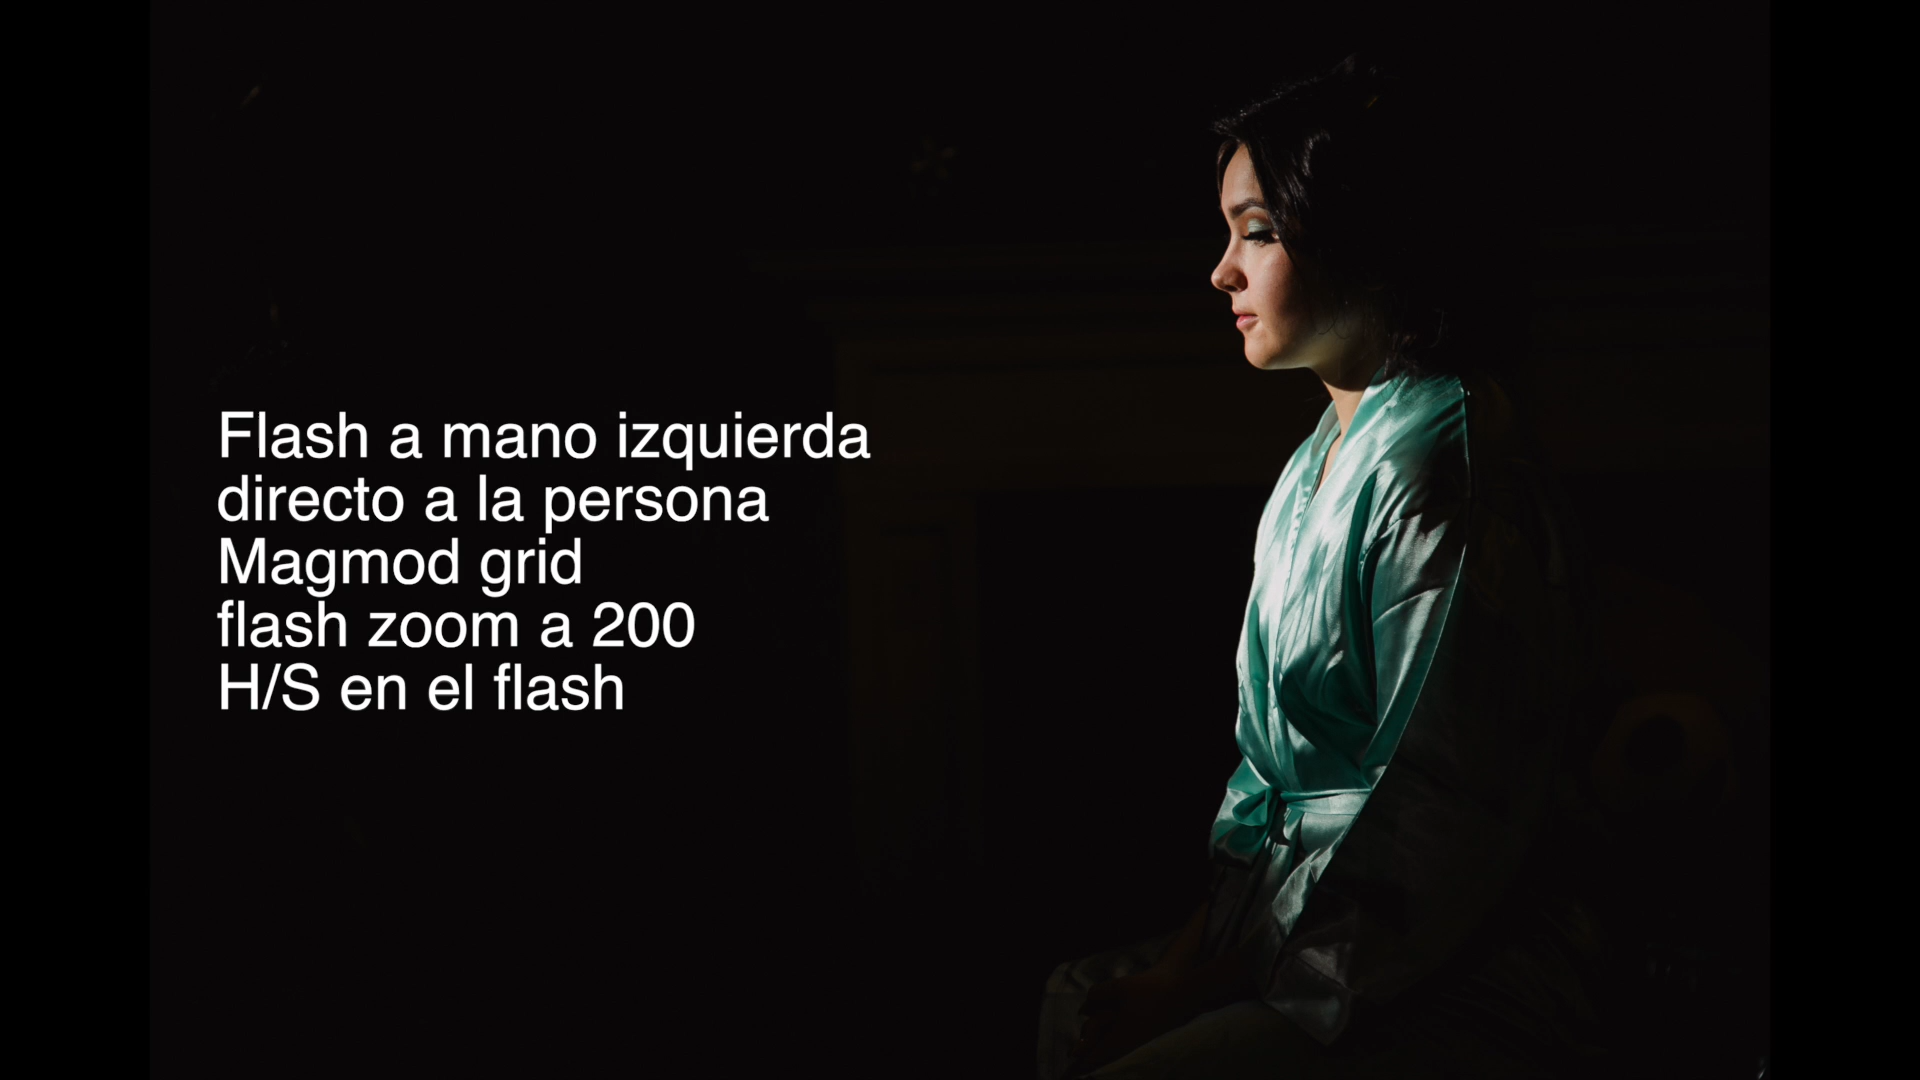 Flash a mano izquierda
directo a la persona
Magmod grid
flash zoom a 200
H/S en el flash